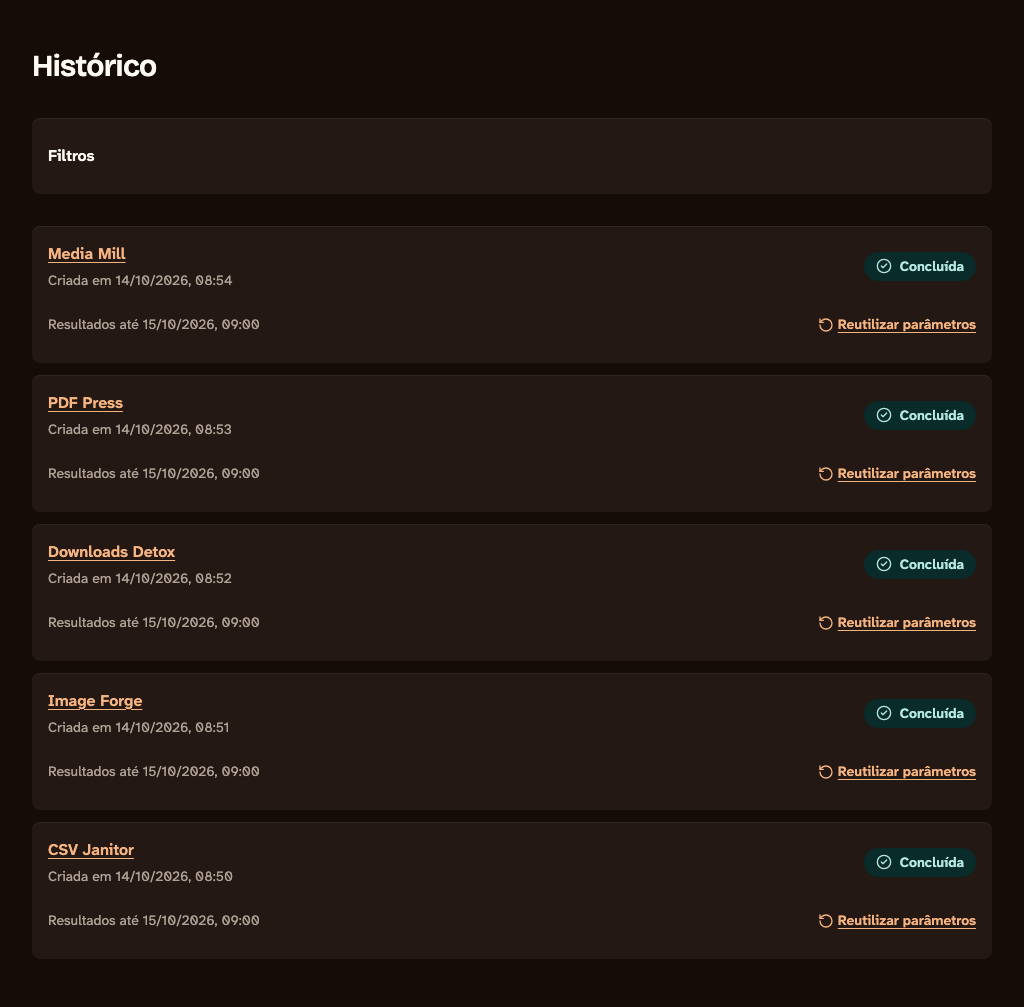 Histórico
Filtros
Media Mill
Criada em 14/10/2026, 08:54
Concluída
Resultados até 15/10/2026, 09:00
Reutilizar parâmetros
PDF Press
Criada em 14/10/2026, 08:53
Concluída
Resultados até 15/10/2026, 09:00
Reutilizar parâmetros
Downloads Detox
Criada em 14/10/2026, 08:52
Concluída
Resultados até 15/10/2026, 09:00
Reutilizar parâmetros
Image Forge
Criada em 14/10/2026, 08:51
Concluída
Resultados até 15/10/2026, 09:00
Reutilizar parâmetros
CSV Janitor
Criada em 14/10/2026, 08:50
Concluída
Resultados até 15/10/2026, 09:00
Reutilizar parâmetros